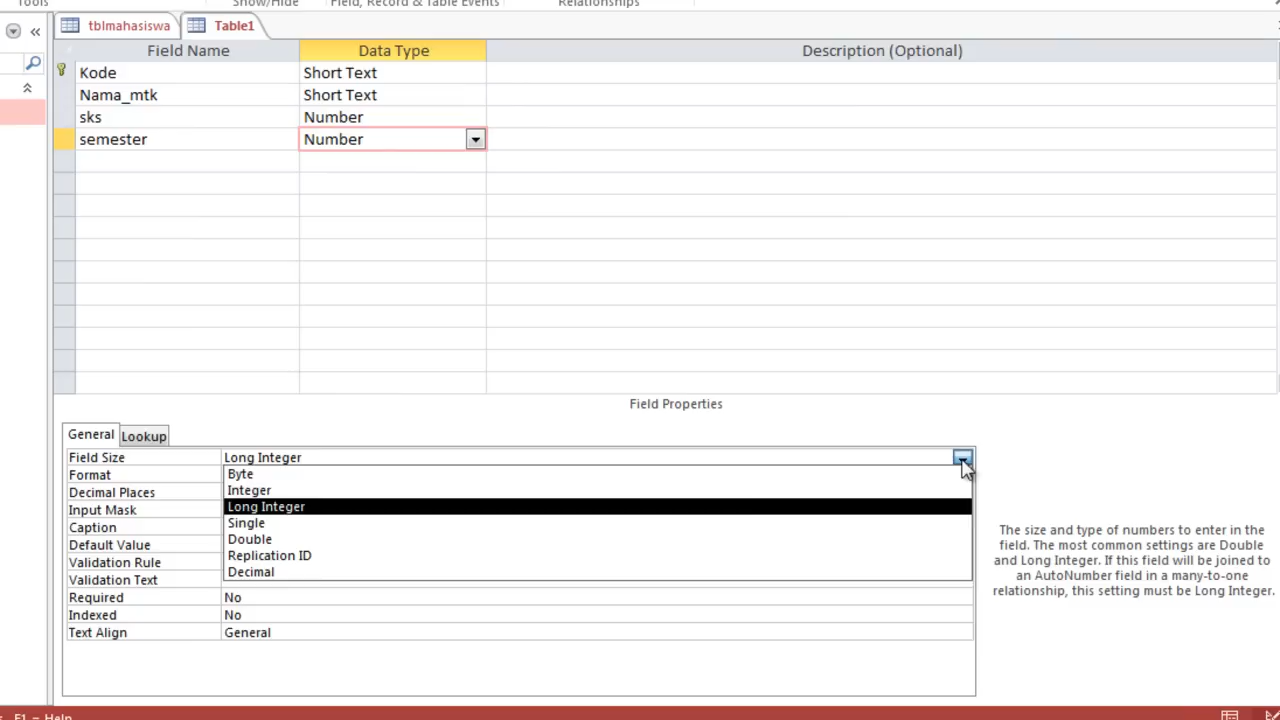 Tools Show/Hide Field, Record & Table Events Relationships
tblmahasiswa Table1
Field Name Data Type Description (Optional)
Kode Short Text
Nama_mtk Short Text
sks Number
semester Number
Field Properties
General Lookup
Field Size Long Integer
Format Byte
Decimal Places Integer
Input Mask Long Integer
Caption Single
Default Value Double
Validation Rule Replication ID
Validation Text Decimal
Required No
Indexed No
Text Align General
The size and type of numbers to enter in the
field. The most common settings are Double
and Long Integer. If this field will be joined to
an AutoNumber field in a many-to-one
relationship, this setting must be Long Integer.
F1 = Help